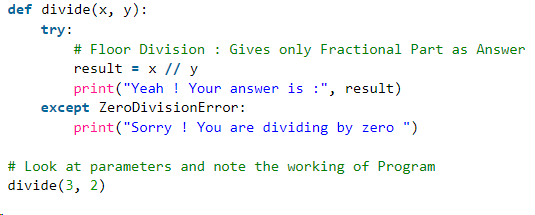 def divide(x, y):
    try:
        # Floor Division : Gives only Fractional Part as Answer
        result = x // y
        print("Yeah ! Your answer is :", result)
    except ZeroDivisionError:
        print("Sorry ! You are dividing by zero ")

# Look at parameters and note the working of Program
divide(3, 2)